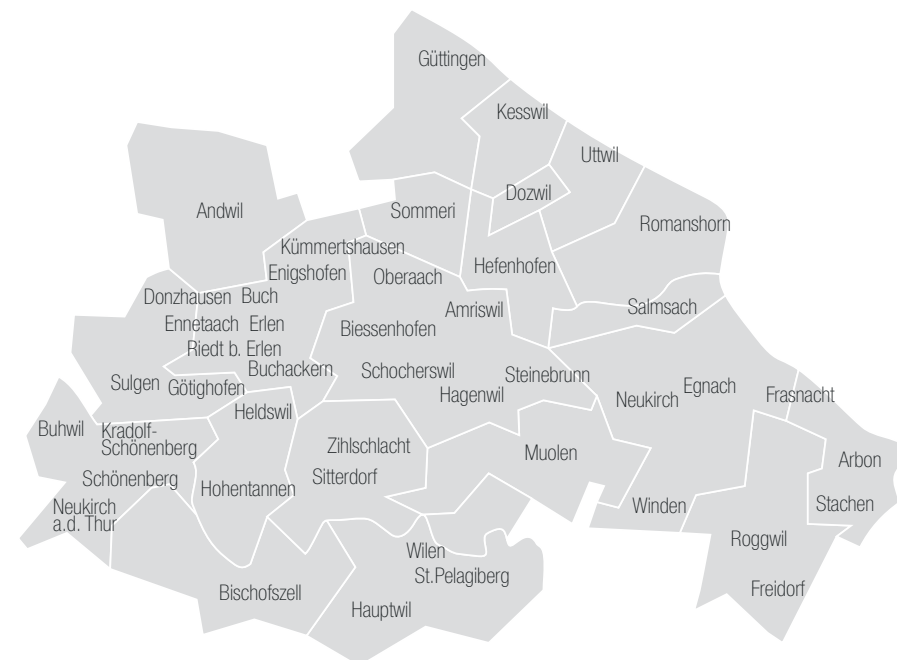 Güttingen
Kesswil
Uttwil
Dozwil
Andwil
Sommeri
Romanshorn
Kümmertshausen
Enigshofen
Oberaach
Hefenhofen
Donzhausen
Buch
Amriswil
Salmsach
Ennetaach
Erlen
Biessenhofen
Riedt b. Erlen
Buchackern
Schocherswil
Steinebrunn
Sulgen
Götighofen
Hagenwil
Neukirch
Egnach
Frasnacht
Heldswil
Buhwil
Kradolf-
Schönenberg
Zihlschlacht
Muolen
Arbon
Schönenberg
Hohentannen
Sitterdorf
Neukirch
a.d. Thur
Winden
Stachen
Roggwil
Wilen
St.Pelagiberg
Bischofszell
Hauptwil
Freidorf